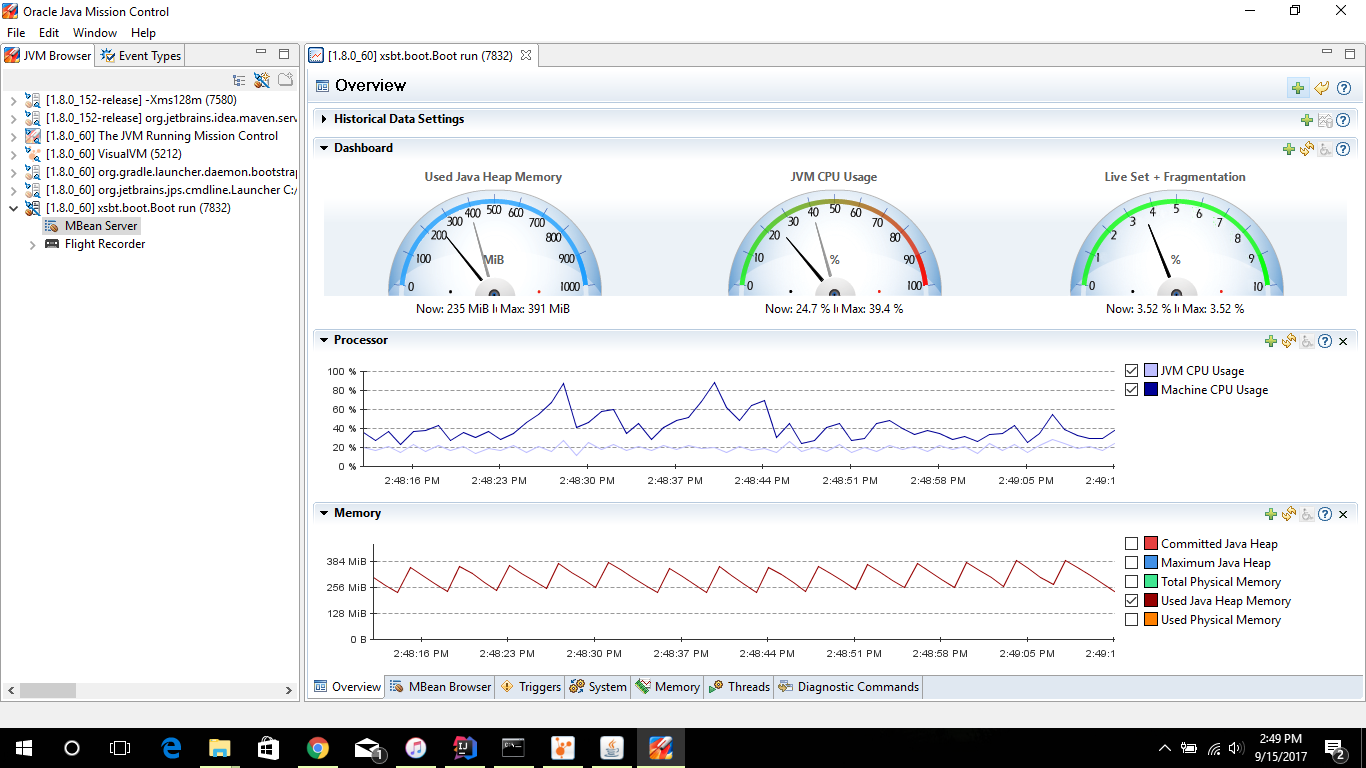 Oracle Java Mission Control
File Edit Window Help
JVM Browser Event Types
[1.8.0_152-release] -Xms128m (7580)
[1.8.0_152-release] org.jetbrains.idea.maven.serv
[1.8.0_60] The JVM Running Mission Control
[1.8.0_60] VisualVM (5212)
[1.8.0_60] org.gradle.launcher.daemon.bootstrap
[1.8.0_60] org.jetbrains.jps.cmdline.Launcher C:/
[1.8.0_60] xsbt.boot.Boot run (7832)
MBean Server
Flight Recorder
[1.8.0_60] xsbt.boot.Boot run (7832)
Overview
Historical Data Settings
Dashboard
Used Java Heap Memory
0 100 200 300 400 500 600 700 800 900 1000
MiB
Now: 235 MiB Max: 391 MiB
JVM CPU Usage
0 10 20 30 40 50 60 70 80 90 100
%
Now: 24.7 % Max: 39.4 %
Live Set + Fragmentation
0 1 2 3 4 5 6 7 8 9 10
%
Now: 3.52 % Max: 3.52 %
Processor
100 %
80 %
60 %
40 %
20 %
0 %
2:48:16 PM 2:48:23 PM 2:48:30 PM 2:48:37 PM 2:48:44 PM 2:48:51 PM 2:48:58 PM 2:49:05 PM 2:49:1
JVM CPU Usage
Machine CPU Usage
Memory
384 MiB
256 MiB
128 MiB
0 B
2:48:16 PM 2:48:23 PM 2:48:30 PM 2:48:37 PM 2:48:44 PM 2:48:51 PM 2:48:58 PM 2:49:05 PM 2:49:1
Committed Java Heap
Maximum Java Heap
Total Physical Memory
Used Java Heap Memory
Used Physical Memory
Overview MBean Browser Triggers System Memory Threads Diagnostic Commands
1
2:49 PM
9/15/2017
2